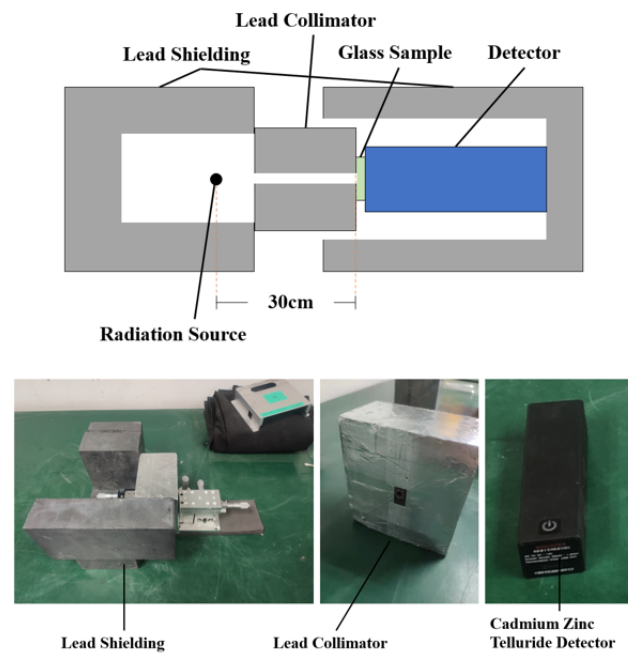 Lead Collimator
Lead Shielding
Glass Sample
Detector
30cm
Radiation Source
Lead Shielding
Lead Collimator
Cadmium Zinc
Telluride Detector